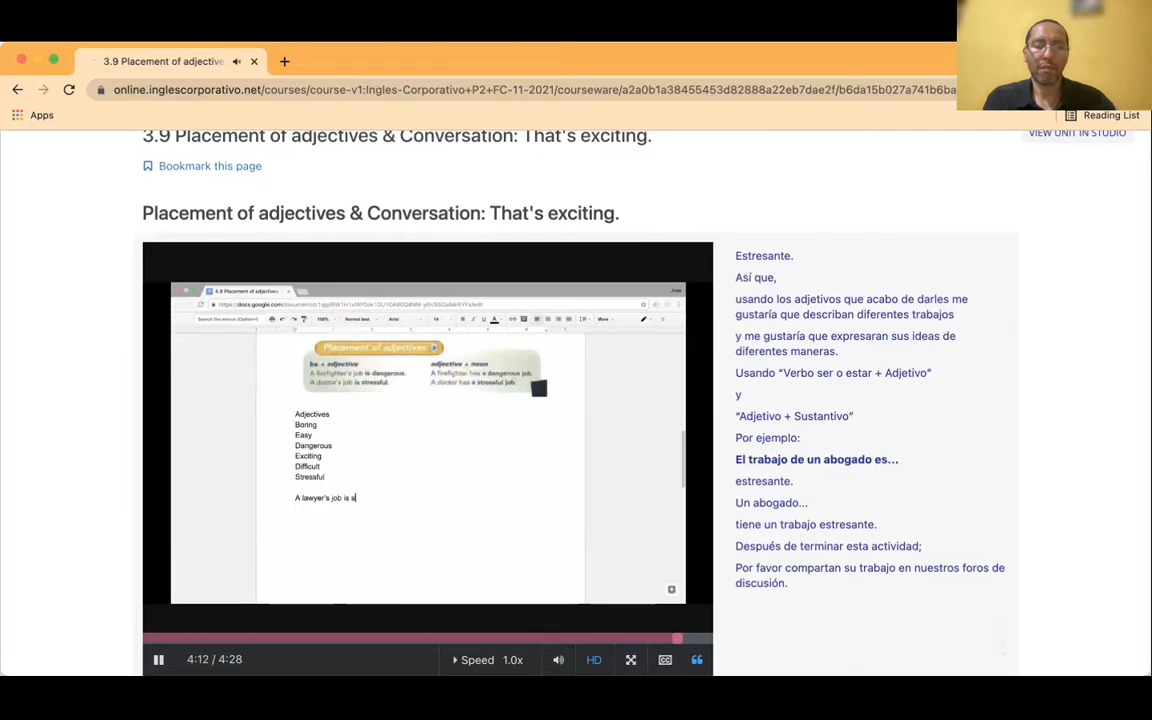 3.9 Placement of adjective
online.inglescorporativo.net/courses/course-v1:Ingles-Corporativo+P2+FC-11-2021/courseware/a2a0b1a38455453d82888a22eb7dae2f/b6da15b027a741b6ba
Apps
Reading List
3.9 Placement of adjectives & Conversation: That's exciting.
VIEW UNIT IN STUDIO
Bookmark this page
Placement of adjectives & Conversation: That's exciting.
Placement of adjectives
be + adjective
A firefighter's job is dangerous.
A doctor's job is stressful.
adjective + noun
A firefighter has a dangerous job.
A doctor has a stressful job.
Adjectives
Boring
Easy
Dangerous
Exciting
Difficult
Stressful
A lawyer's job is s
4:12 / 4:28
Speed 1.0x
HD
Estresante.
Así que,
usando los adjetivos que acabo de darles me
gustaría que describan diferentes trabajos
y me gustaría que expresaran sus ideas de
diferentes maneras.
Usando “Verbo ser o estar + Adjetivo”
y
“Adjetivo + Sustantivo”
Por ejemplo:
El trabajo de un abogado es...
estresante.
Un abogado...
tiene un trabajo estresante.
Después de terminar esta actividad;
Por favor compartan su trabajo en nuestros foros de
discusión.